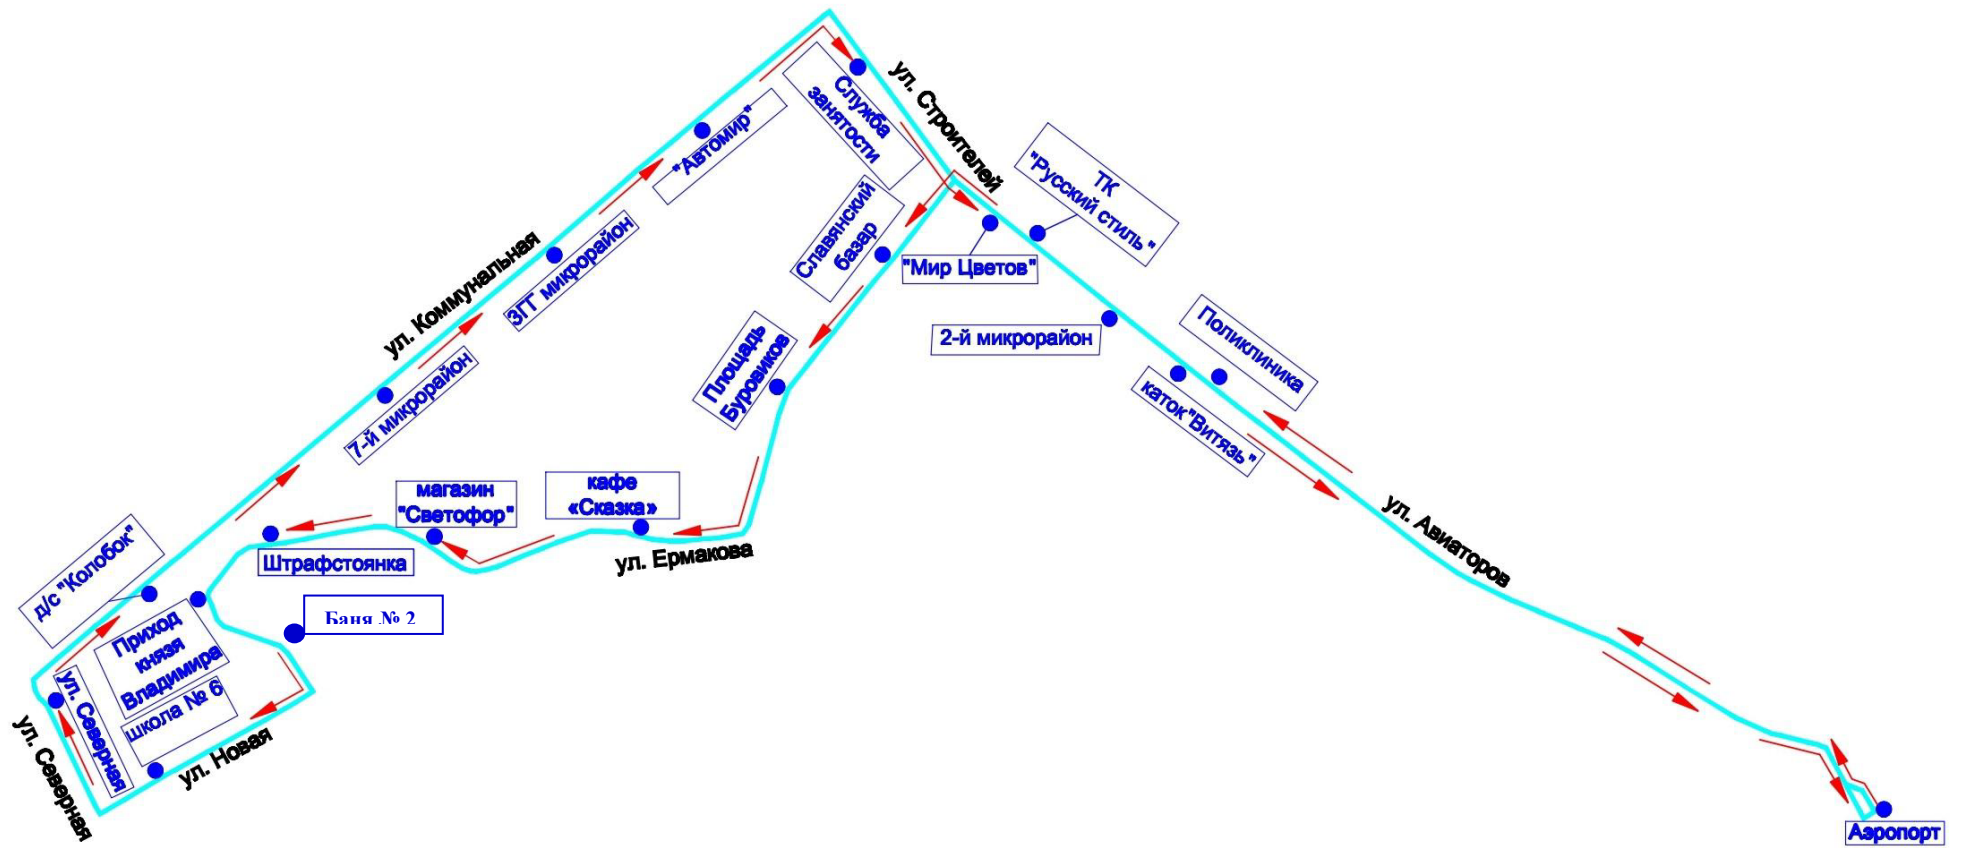 ул. Строителей
Служба
занятости
"Автомир"
ТК
"Русский стиль"
Славянский
базар
"Мир Цветов"
3ГГ микрорайон
ул. Коммунальная
2-й микрорайон
Поликлиника
каток"Витязь"
Площадь
Буровиков
7-й микрорайон
магазин
"Светофор"
кафе
«Сказка»
ул. Ермакова
ул. Авиаторов
Штрафстоянка
д/с "Колобок"
Баня № 2
Приход
князя
Владимира
школа № 6
ул. Северная
ул. Северная
ул. Новая
Аэропорт